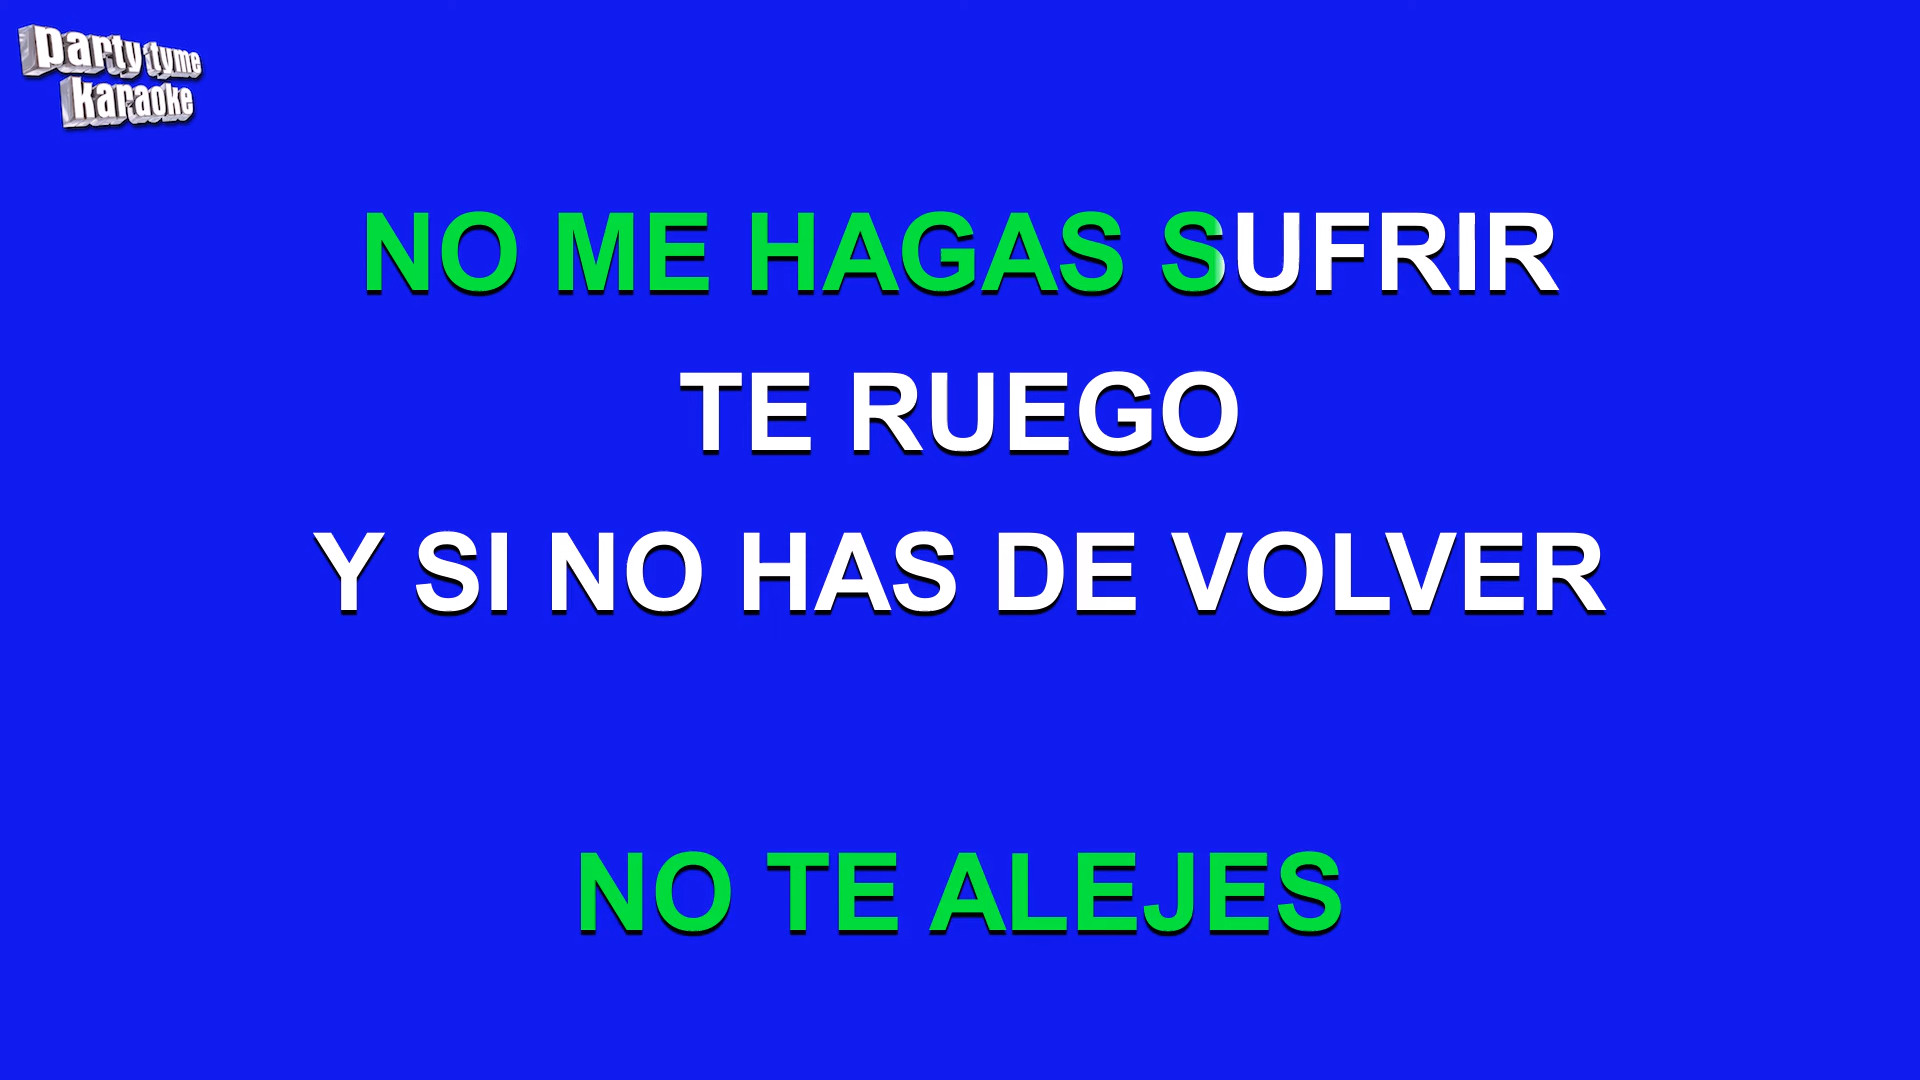 party tyme
karaoke
NO ME HAGAS SUFRIR
TE RUEGO
Y SI NO HAS DE VOLVER
NO TE ALEJES